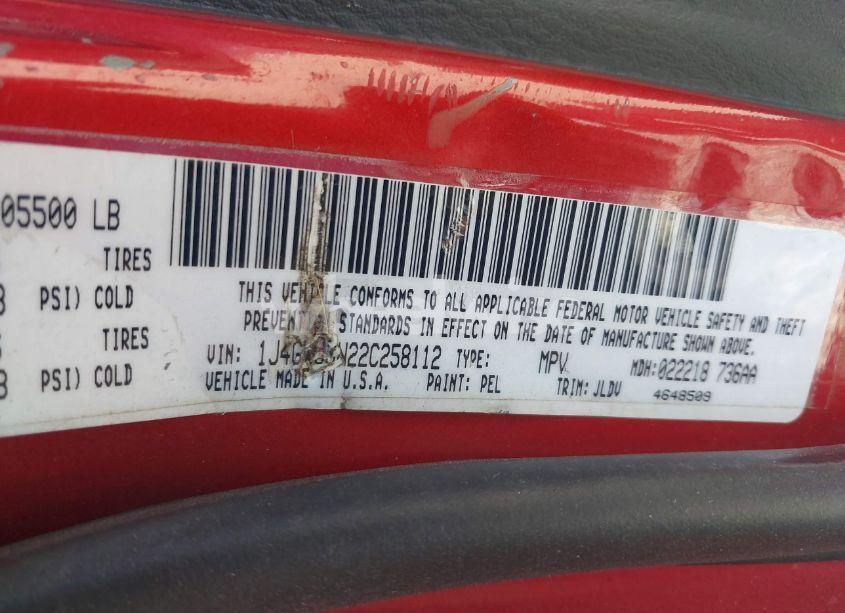 05500 LB
TIRES
PSI) COLD
TIRES
PSI) COLD
THIS VEHICLE CONFORMS TO ALL APPLICABLE FEDERAL MOTOR VEHICLE SAFETY AND THEFT
PREVENTION STANDARDS IN EFFECT ON THE DATE OF MANUFACTURE SHOWN ABOVE.
VIN: TYPE: MPV MDH: 022218 736AA
VEHICLE MADE IN U.S.A. PAINT: PEL TRIM: JLDV 4648509